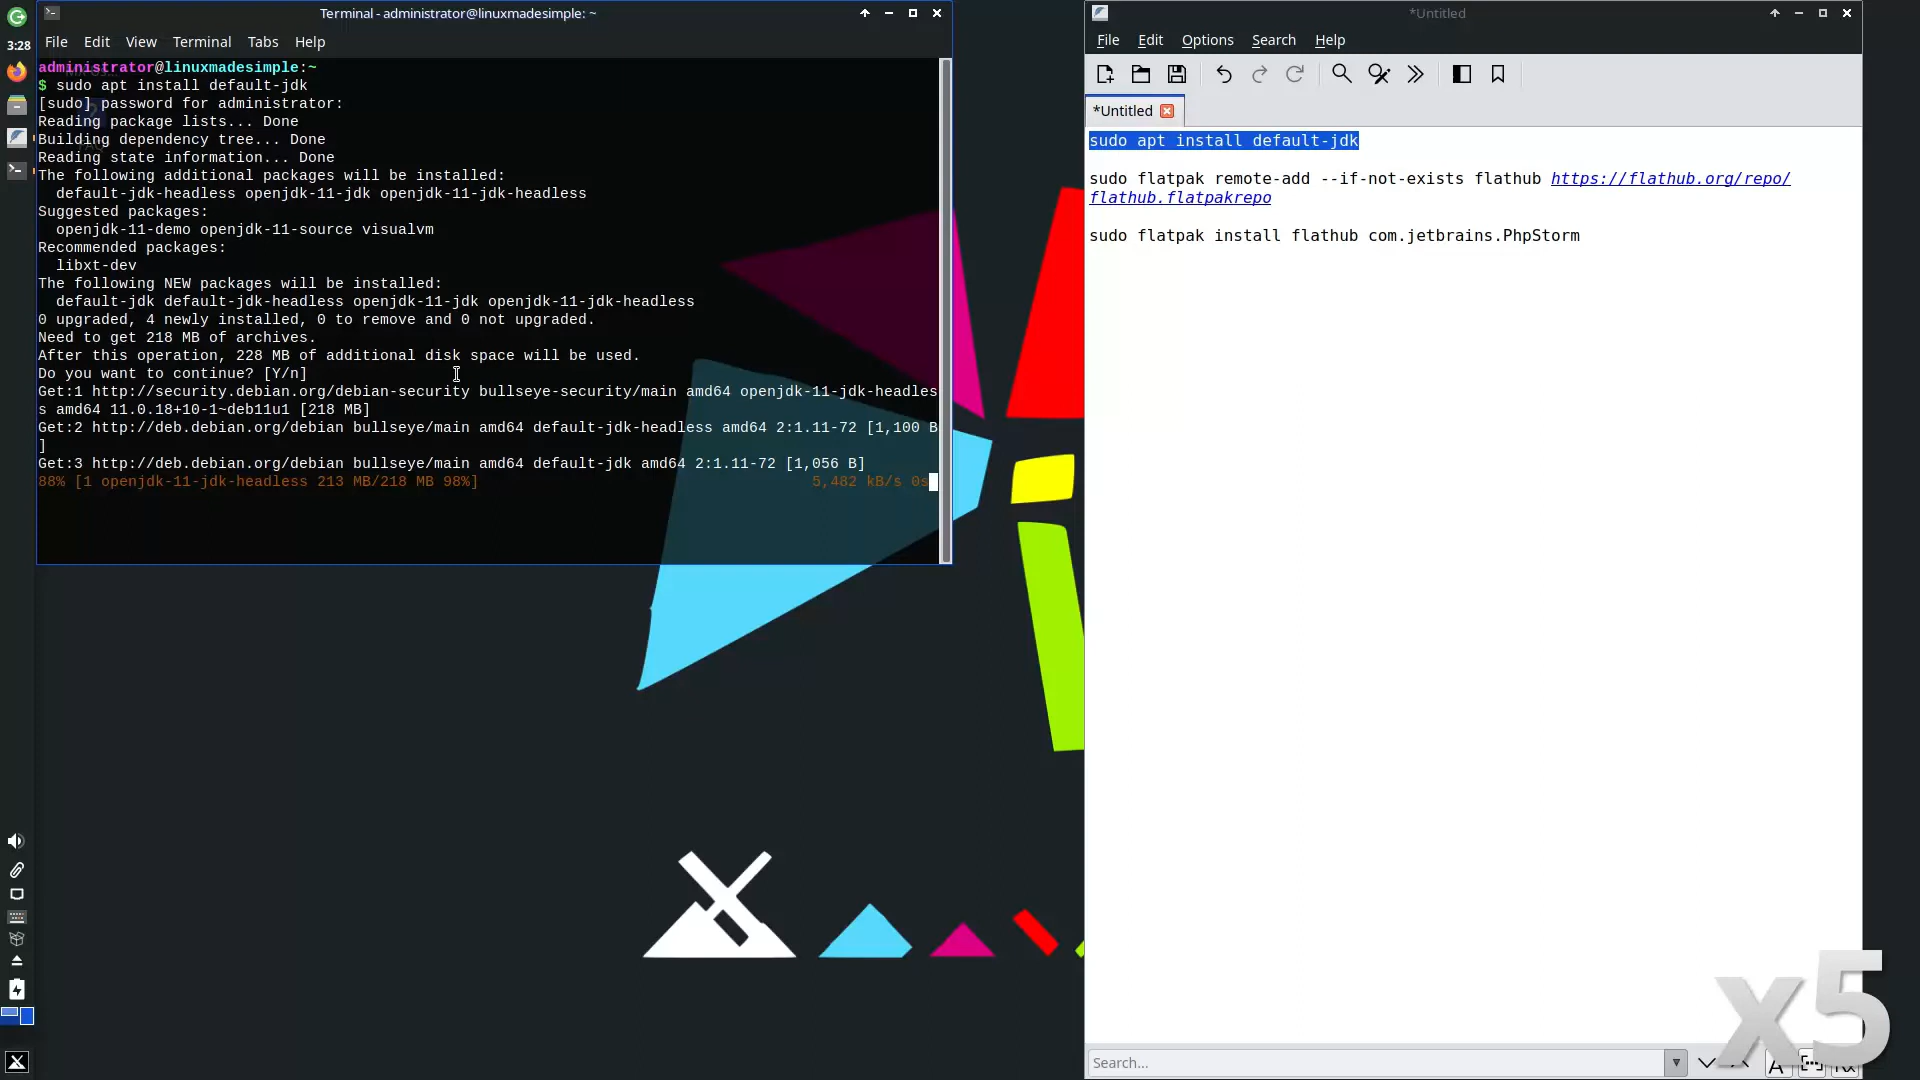 Terminal - administrator@linuxmadesimple: ~
File Edit View Terminal Tabs Help
administrator@linuxmadesimple:~
$ sudo apt install default-jdk
[sudo] password for administrator:
Reading package lists... Done
Building dependency tree... Done
Reading state information... Done
The following additional packages will be installed:
  default-jdk-headless openjdk-11-jdk openjdk-11-jdk-headless
Suggested packages:
  openjdk-11-demo openjdk-11-source visualvm
Recommended packages:
  libxt-dev
The following NEW packages will be installed:
  default-jdk default-jdk-headless openjdk-11-jdk openjdk-11-jdk-headless
0 upgraded, 4 newly installed, 0 to remove and 0 not upgraded.
Need to get 218 MB of archives.
After this operation, 228 MB of additional disk space will be used.
Do you want to continue? [Y/n]
Get:1 http://security.debian.org/debian-security bullseye-security/main amd64 openjdk-11-jdk-headles
s amd64 11.0.18+10-1~deb11u1 [218 MB]
Get:2 http://deb.debian.org/debian bullseye/main amd64 default-jdk-headless amd64 2:1.11-72 [1,100 B
]
Get:3 http://deb.debian.org/debian bullseye/main amd64 default-jdk amd64 2:1.11-72 [1,056 B]
88% [1 openjdk-11-jdk-headless 213 MB/218 MB 98%] 5,482 kB/s 0s
3:28
*Untitled
File Edit Options Search Help
*Untitled
sudo apt install default-jdk
sudo flatpak remote-add --if-not-exists flathub https://flathub.org/repo/
flathub.flatpakrepo
sudo flatpak install flathub com.jetbrains.PhpStorm
Search...
x5